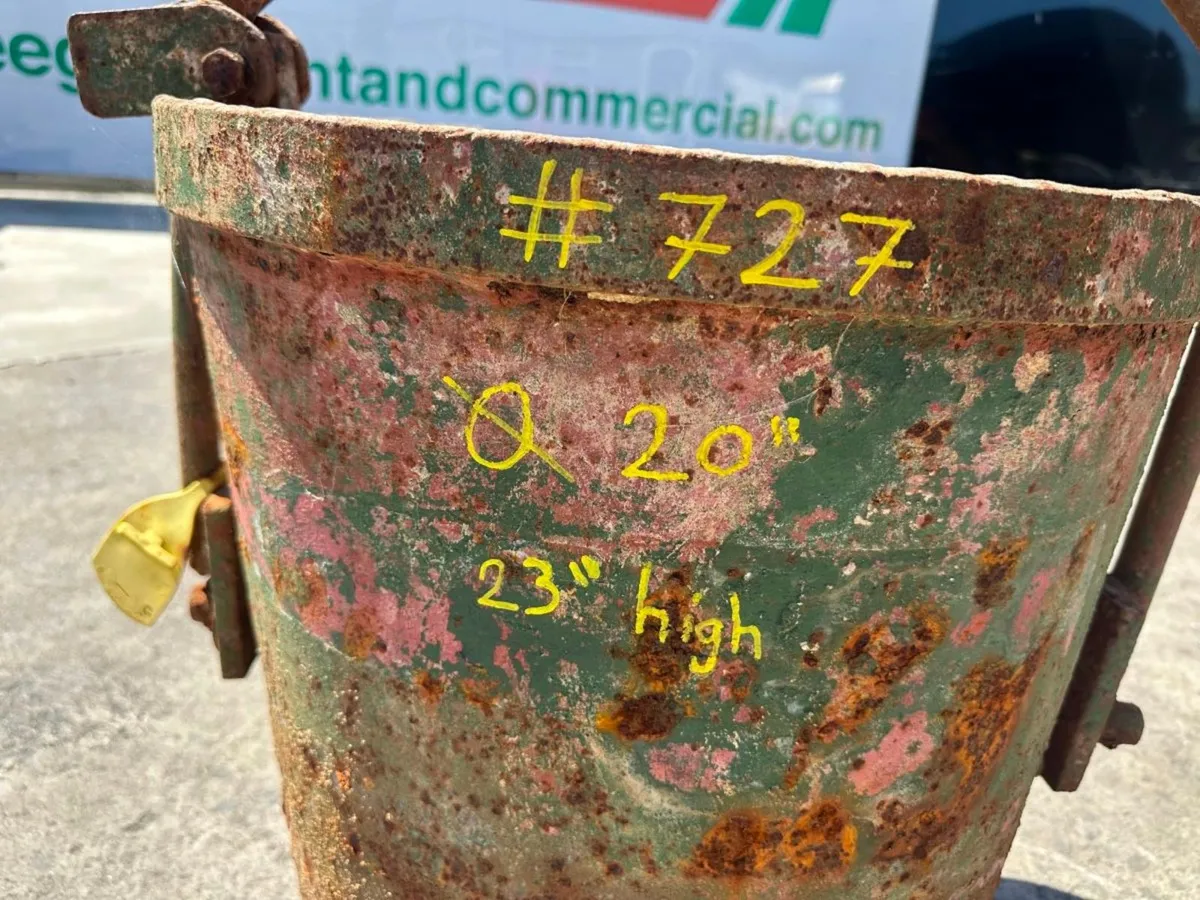 ntandcommercial.com
# 727
Ø 20"
23" high